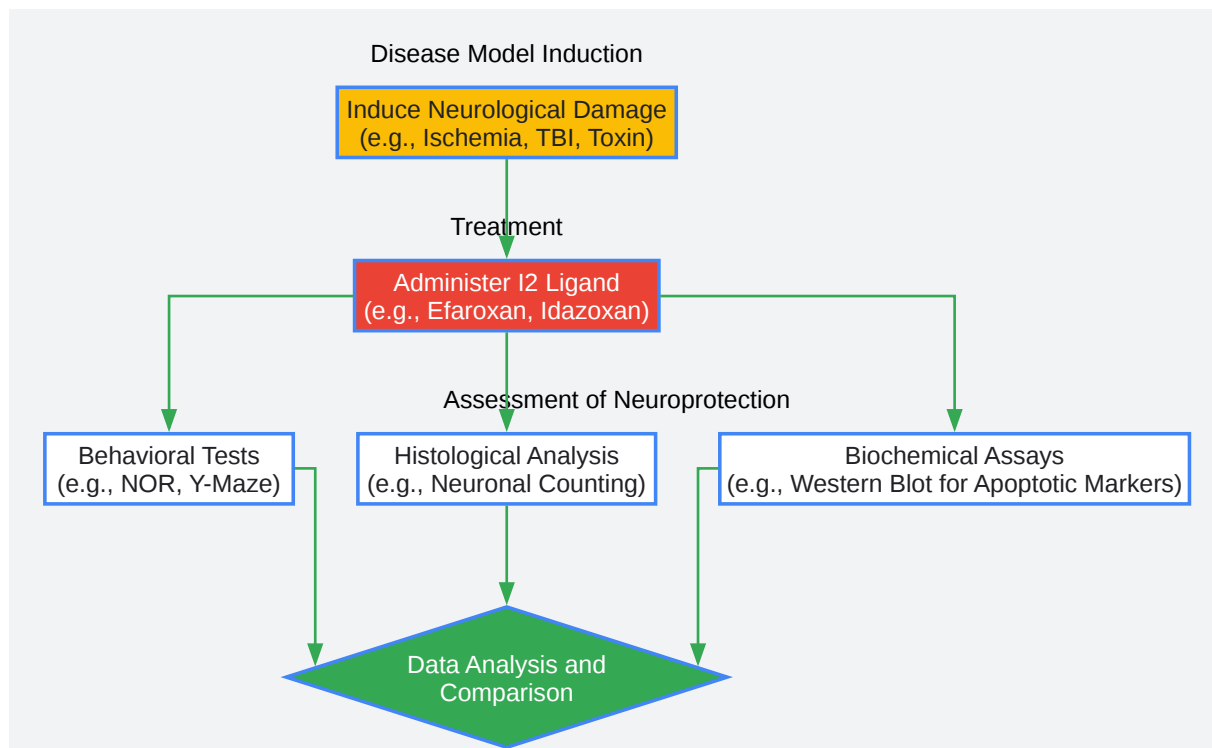 Disease Model Induction
Induce Neurological Damage
(e.g., Ischemia, TBI, Toxin)
Treatment
Administer I2 Ligand
(e.g., Efaroxan, Idazoxan)
Assessment of Neuroprotection
Behavioral Tests
(e.g., NOR, Y-Maze)
Histological Analysis
(e.g., Neuronal Counting)
Biochemical Assays
(e.g., Western Blot for Apoptotic Markers)
Data Analysis and
Comparison